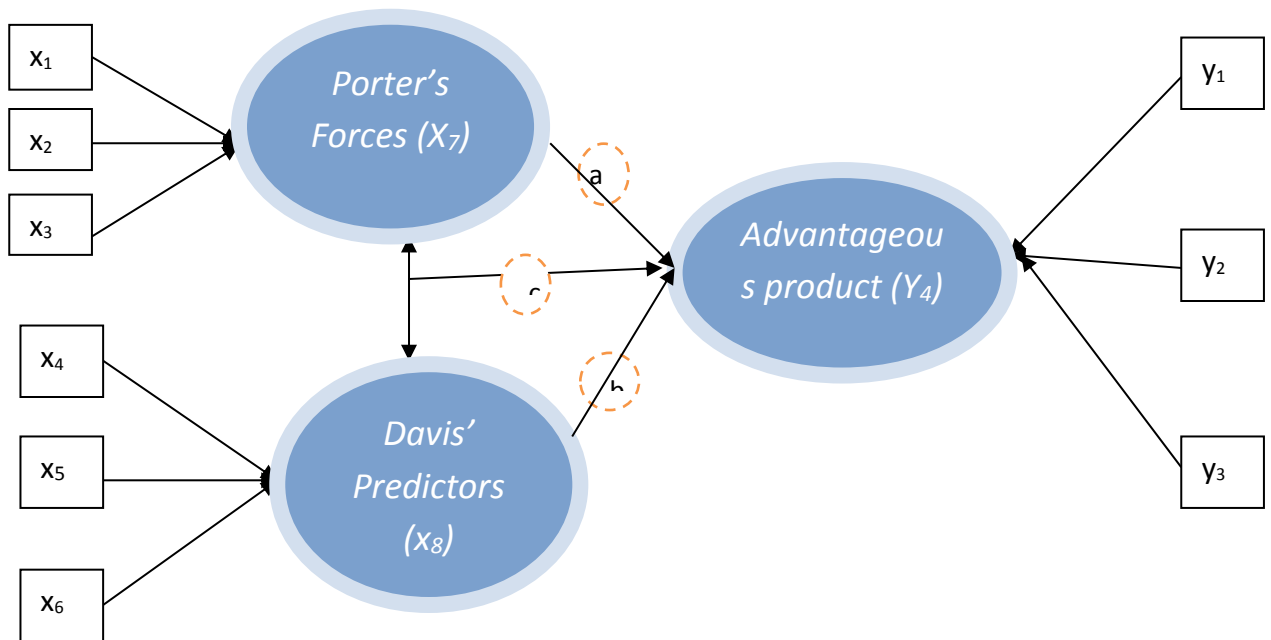 x₁
x₂
x₃
Porter’s
Forces (X₇)
a
c
b
x₄
x₅
x₆
Davis’
Predictors
(x₈)
Advantageou
s product (Y₄)
y₁
y₂
y₃